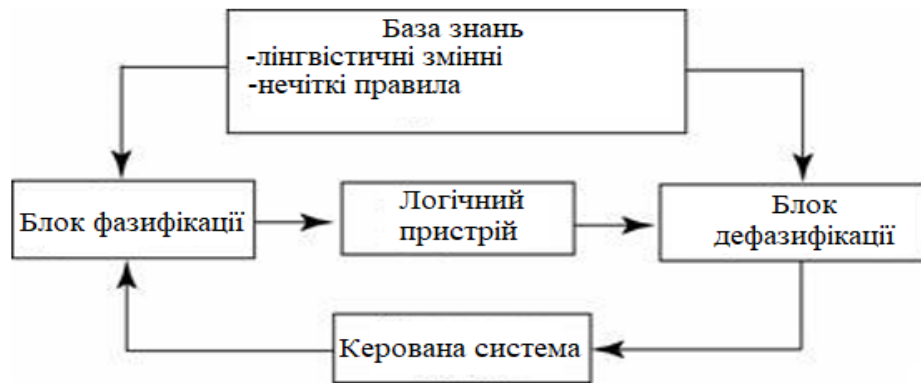 База знань
-лінгвістичні змінні
-нечіткі правила
Блок фазифікації
Логічний
пристрій
Блок
дефазифікації
Керована система